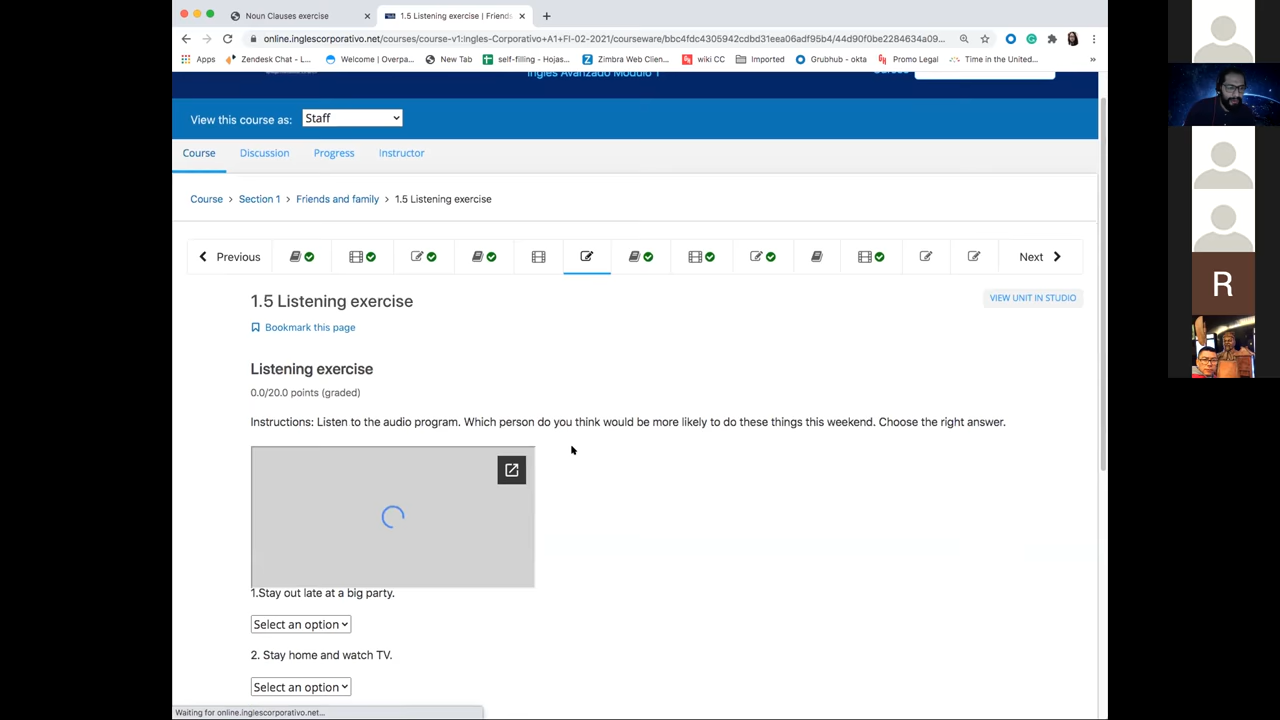 Noun Clauses exercise
1.5 Listening exercise | Friends
online.inglescorporativo.net/courses/course-v1:Ingles-Corporativo+A1+FI-02-2021/courseware/bbc4fdc4305942cdbd31eea06adf95b4/44d90f0be2284634a09...
Apps Zendesk Chat - L... Welcome | Overpa... New Tab self-filling - Hojas... Zimbra Web Clien... wiki CC Imported Grubhub - okta Promo Legal Time in the United... »
Inglés Avanzado Modulo 1
View this course as: Staff
Course Discussion Progress Instructor
Course > Section 1 > Friends and family > 1.5 Listening exercise
Previous Next
1.5 Listening exercise
VIEW UNIT IN STUDIO
Bookmark this page
Listening exercise
0.0/20.0 points (graded)
Instructions: Listen to the audio program. Which person do you think would be more likely to do these things this weekend. Choose the right answer.
1.Stay out late at a big party.
Select an option
2. Stay home and watch TV.
Select an option
Waiting for online.inglescorporativo.net...
R